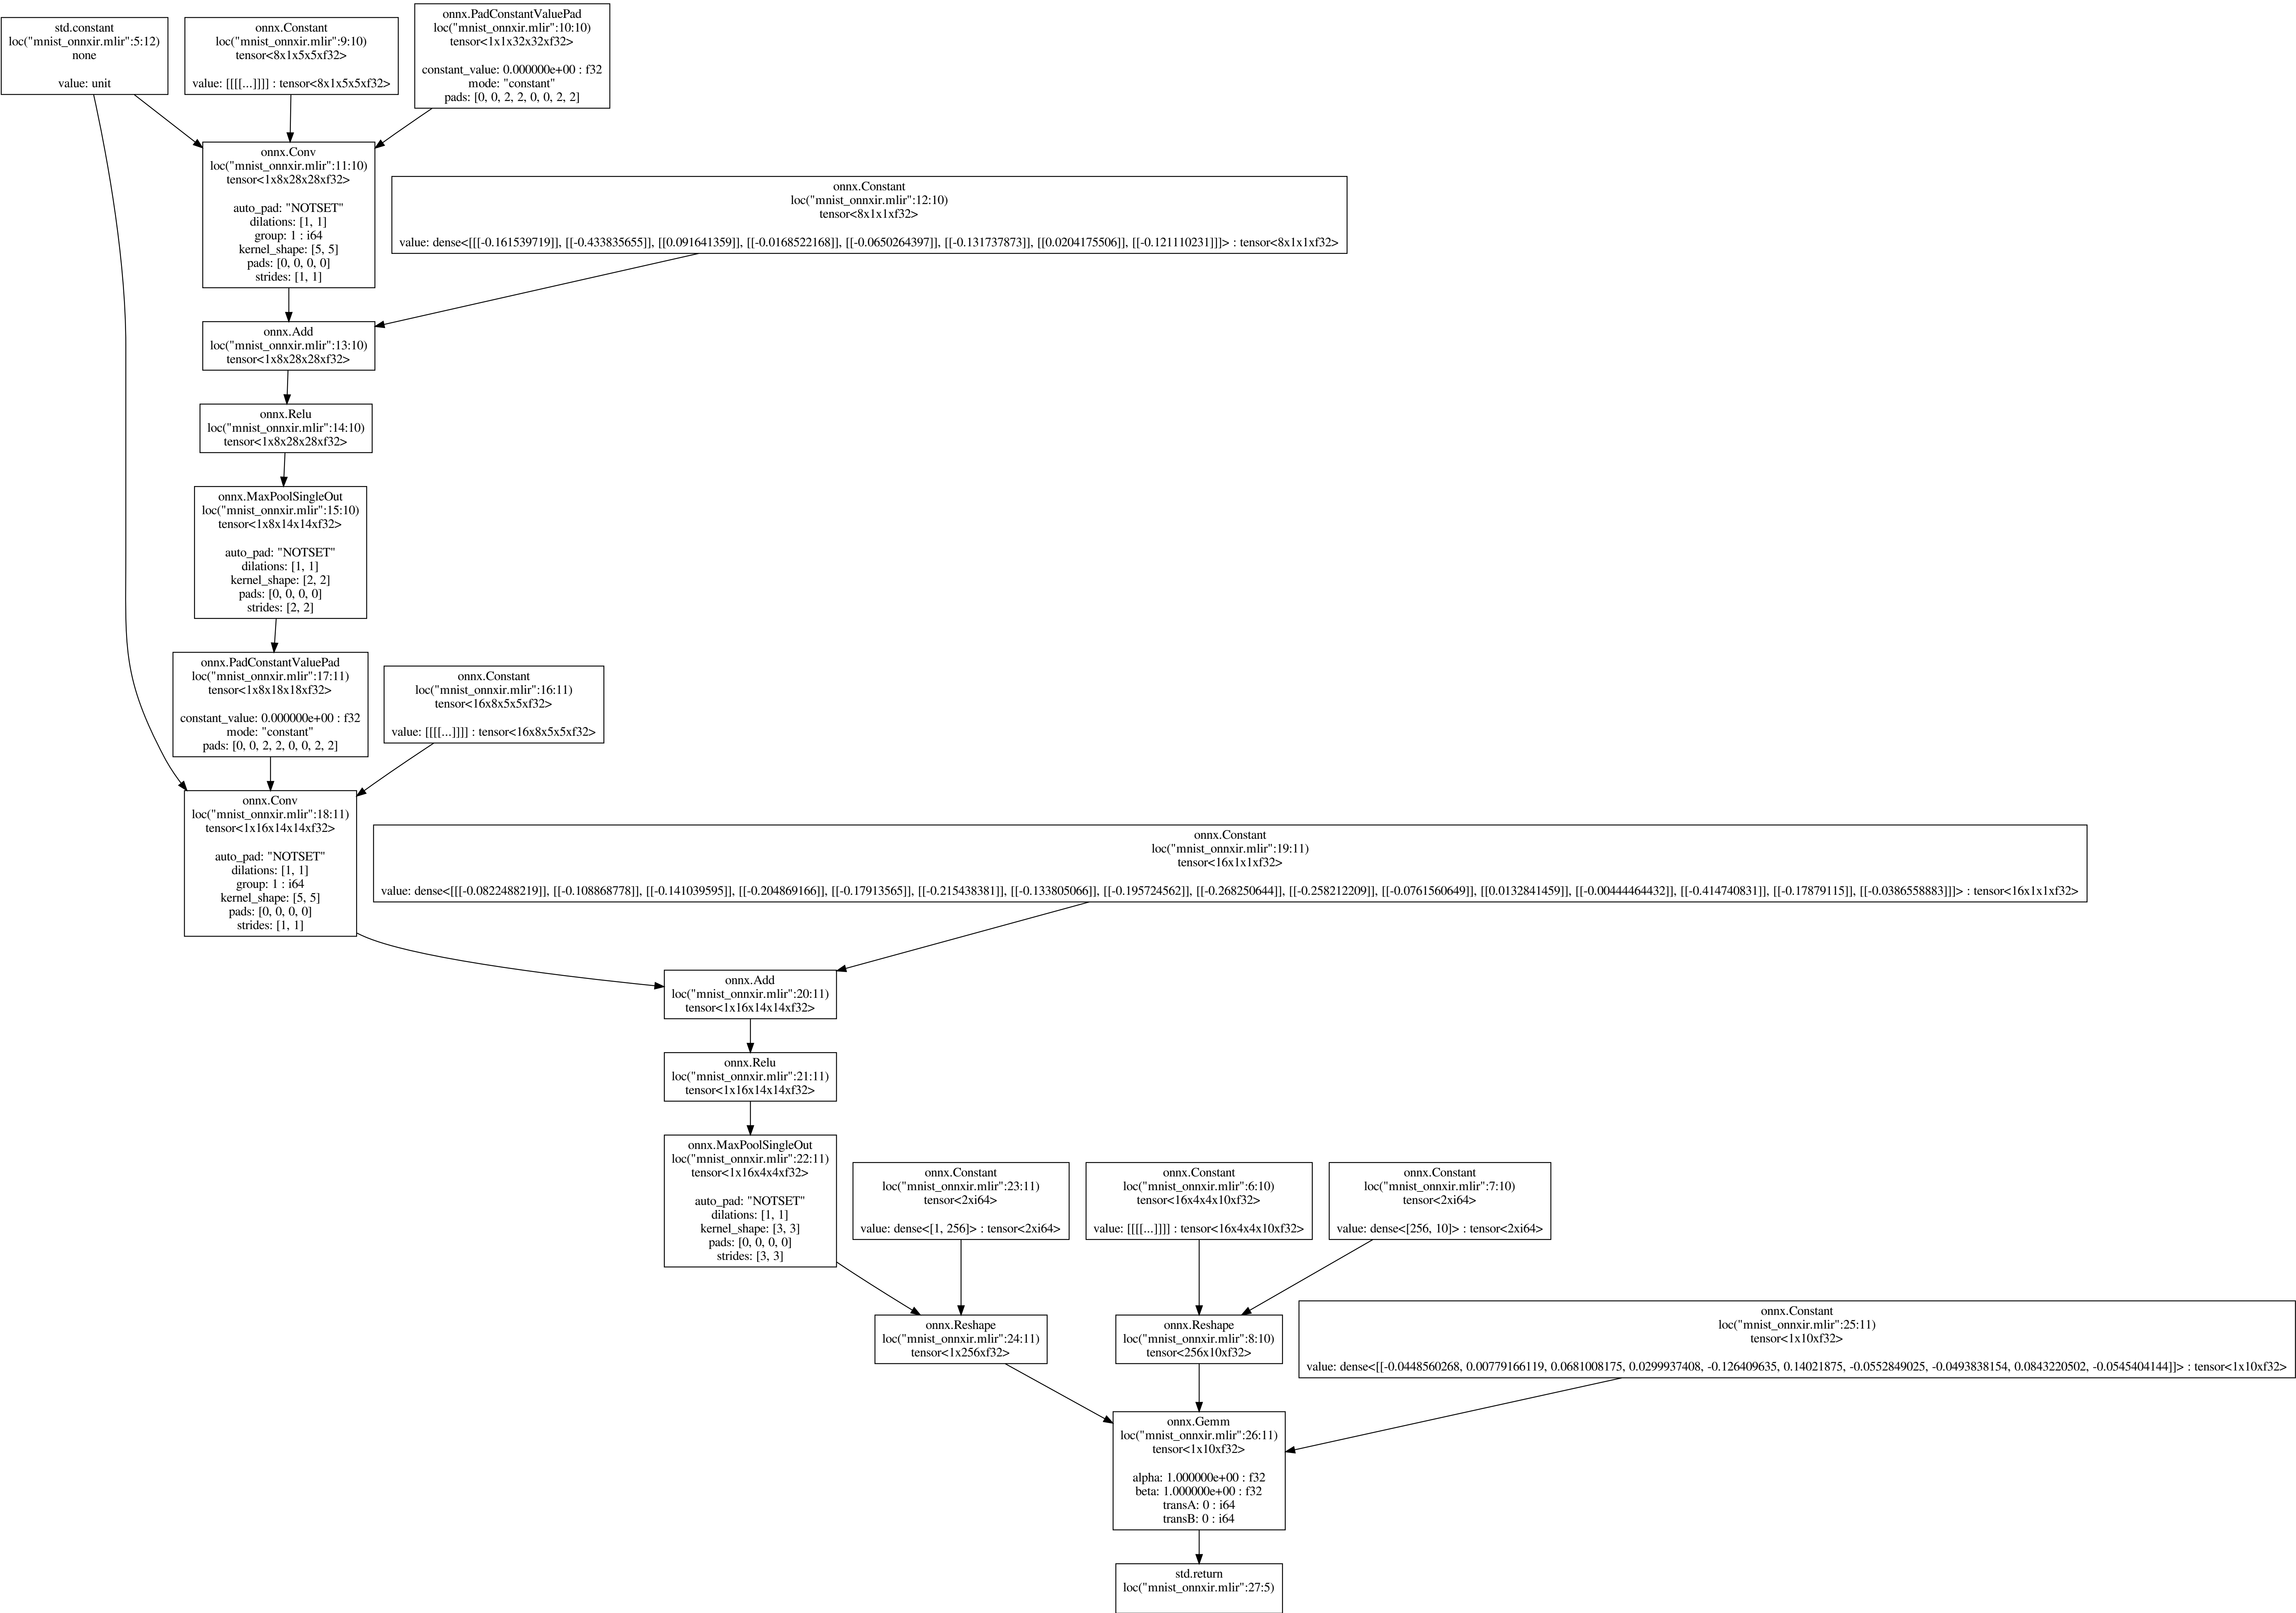 std.constant
loc("mnist_onnxir.mlir":5:12)
none
value: unit
onnx.Constant
loc("mnist_onnxir.mlir":9:10)
tensor<8x1x5x5xf32>
value: [[[[...]]]] : tensor<8x1x5x5xf32>
onnx.PadConstantValuePad
loc("mnist_onnxir.mlir":10:10)
tensor<1x1x32x32xf32>
constant_value: 0.000000e+00 : f32
mode: "constant"
pads: [0, 0, 2, 2, 0, 0, 2, 2]
onnx.Conv
loc("mnist_onnxir.mlir":11:10)
tensor<1x8x28x28xf32>
auto_pad: "NOTSET"
dilations: [1, 1]
group: 1 : i64
kernel_shape: [5, 5]
pads: [0, 0, 0, 0]
strides: [1, 1]
onnx.Constant
loc("mnist_onnxir.mlir":12:10)
tensor<8x1x1xf32>
value: dense<[[[-0.161539719]], [[-0.433835655]], [[0.091641359]], [[-0.0168522168]], [[-0.0650264397]], [[-0.131737873]], [[0.0204175506]], [[-0.121110231]]]> : tensor<8x1x1xf32>
onnx.Add
loc("mnist_onnxir.mlir":13:10)
tensor<1x8x28x28xf32>
onnx.Relu
loc("mnist_onnxir.mlir":14:10)
tensor<1x8x28x28xf32>
onnx.MaxPoolSingleOut
loc("mnist_onnxir.mlir":15:10)
tensor<1x8x14x14xf32>
auto_pad: "NOTSET"
dilations: [1, 1]
kernel_shape: [2, 2]
pads: [0, 0, 0, 0]
strides: [2, 2]
onnx.PadConstantValuePad
loc("mnist_onnxir.mlir":17:11)
tensor<1x8x18x18xf32>
constant_value: 0.000000e+00 : f32
mode: "constant"
pads: [0, 0, 2, 2, 0, 0, 2, 2]
onnx.Constant
loc("mnist_onnxir.mlir":16:11)
tensor<16x8x5x5xf32>
value: [[[[...]]]] : tensor<16x8x5x5xf32>
onnx.Conv
loc("mnist_onnxir.mlir":18:11)
tensor<1x16x14x14xf32>
auto_pad: "NOTSET"
dilations: [1, 1]
group: 1 : i64
kernel_shape: [5, 5]
pads: [0, 0, 0, 0]
strides: [1, 1]
onnx.Constant
loc("mnist_onnxir.mlir":19:11)
tensor<16x1x1xf32>
value: dense<[[[-0.0822488219]], [[-0.108868778]], [[-0.141039595]], [[-0.204869166]], [[-0.17913565]], [[-0.215438381]], [[-0.133805066]], [[-0.195724562]], [[-0.268250644]], [[-0.258212209]], [[-0.0761560649]], [[0.0132841459]], [[-0.00444464432]], [[-0.414740831]], [[-0.17879115]], [[-0.0386558883]]]> : tensor<16x1x1xf32>
onnx.Add
loc("mnist_onnxir.mlir":20:11)
tensor<1x16x14x14xf32>
onnx.Relu
loc("mnist_onnxir.mlir":21:11)
tensor<1x16x14x14xf32>
onnx.MaxPoolSingleOut
loc("mnist_onnxir.mlir":22:11)
tensor<1x16x4x4xf32>
auto_pad: "NOTSET"
dilations: [1, 1]
kernel_shape: [3, 3]
pads: [0, 0, 0, 0]
strides: [3, 3]
onnx.Constant
loc("mnist_onnxir.mlir":23:11)
tensor<2xi64>
value: dense<[1, 256]> : tensor<2xi64>
onnx.Constant
loc("mnist_onnxir.mlir":6:10)
tensor<16x4x4x10xf32>
value: [[[[...]]]] : tensor<16x4x4x10xf32>
onnx.Constant
loc("mnist_onnxir.mlir":7:10)
tensor<2xi64>
value: dense<[256, 10]> : tensor<2xi64>
onnx.Reshape
loc("mnist_onnxir.mlir":24:11)
tensor<1x256xf32>
onnx.Reshape
loc("mnist_onnxir.mlir":8:10)
tensor<256x10xf32>
onnx.Constant
loc("mnist_onnxir.mlir":25:11)
tensor<1x10xf32>
value: dense<[[-0.0448560268, 0.00779166119, 0.0681008175, 0.0299937408, -0.126409635, 0.14021875, -0.0552849025, -0.0493838154, 0.0843220502, -0.0545404144]]> : tensor<1x10xf32>
onnx.Gemm
loc("mnist_onnxir.mlir":26:11)
tensor<1x10xf32>
alpha: 1.000000e+00 : f32
beta: 1.000000e+00 : f32
transA: 0 : i64
transB: 0 : i64
std.return
loc("mnist_onnxir.mlir":27:5)